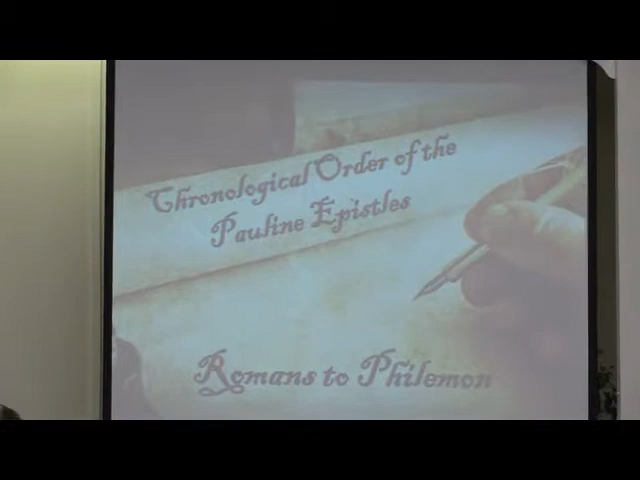 Chronological Order of the
Pauline Epistles
Romans to Philemon